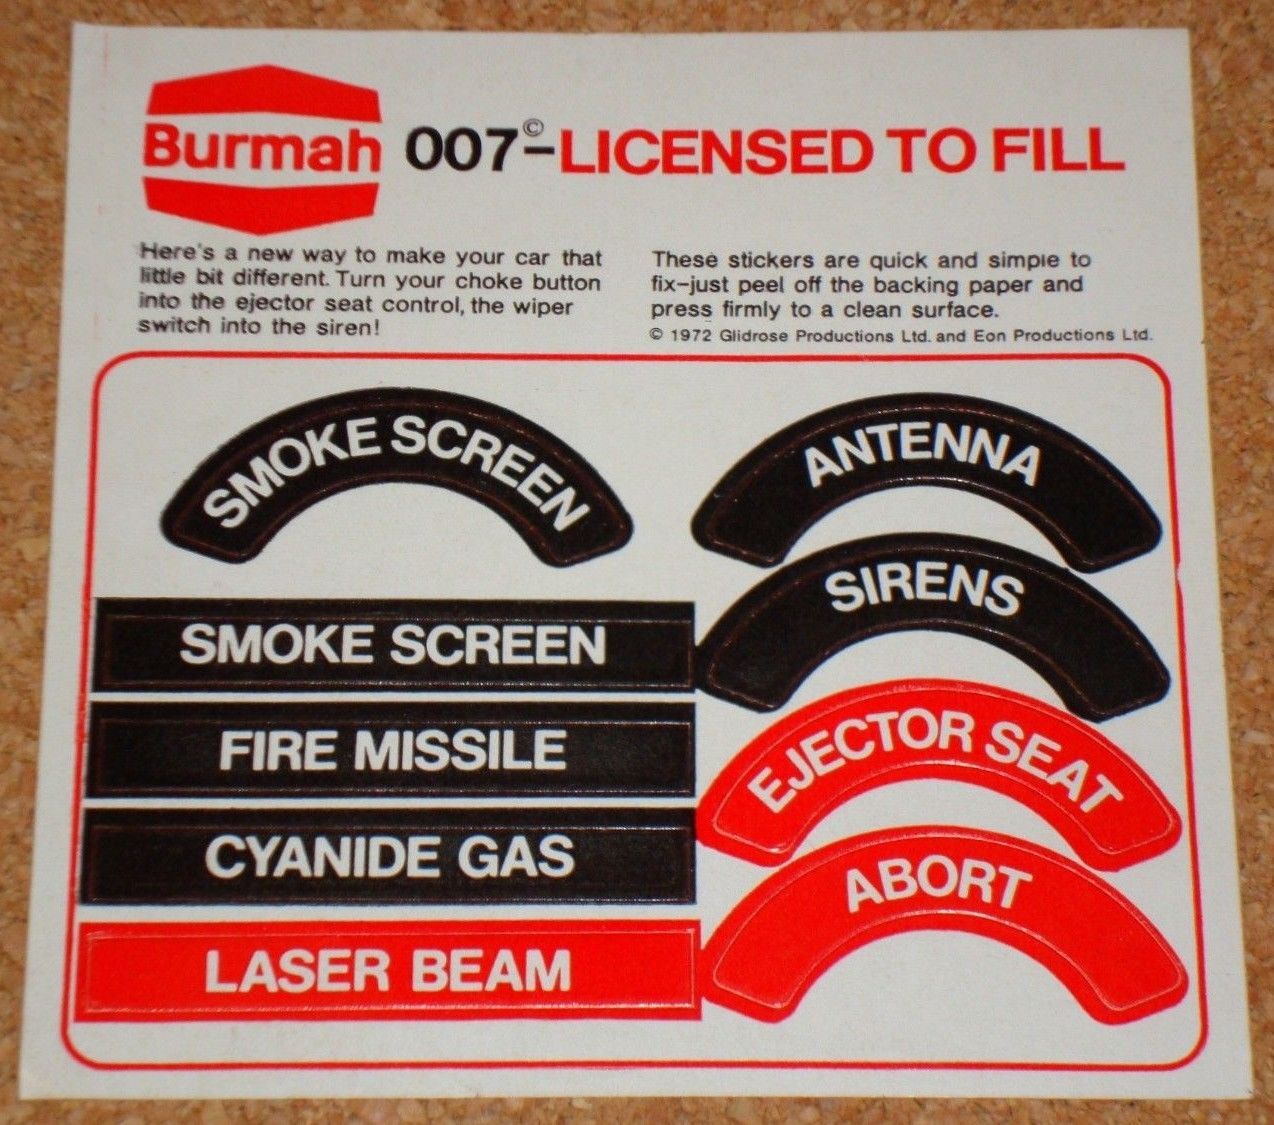 Burmah 007©-LICENSED TO FILL
Here's a new way to make your car that
little bit different. Turn your choke button
into the ejector seat control, the wiper
switch into the siren!
These stickers are quick and simple to
fix-just peel off the backing paper and
press firmly to a clean surface.
© 1972 Glidrose Productions Ltd. and Eon Productions Ltd.
SMOKE SCREEN
SMOKE SCREEN
FIRE MISSILE
CYANIDE GAS
LASER BEAM
ANTENNA
SIRENS
EJECTOR SEAT
ABORT